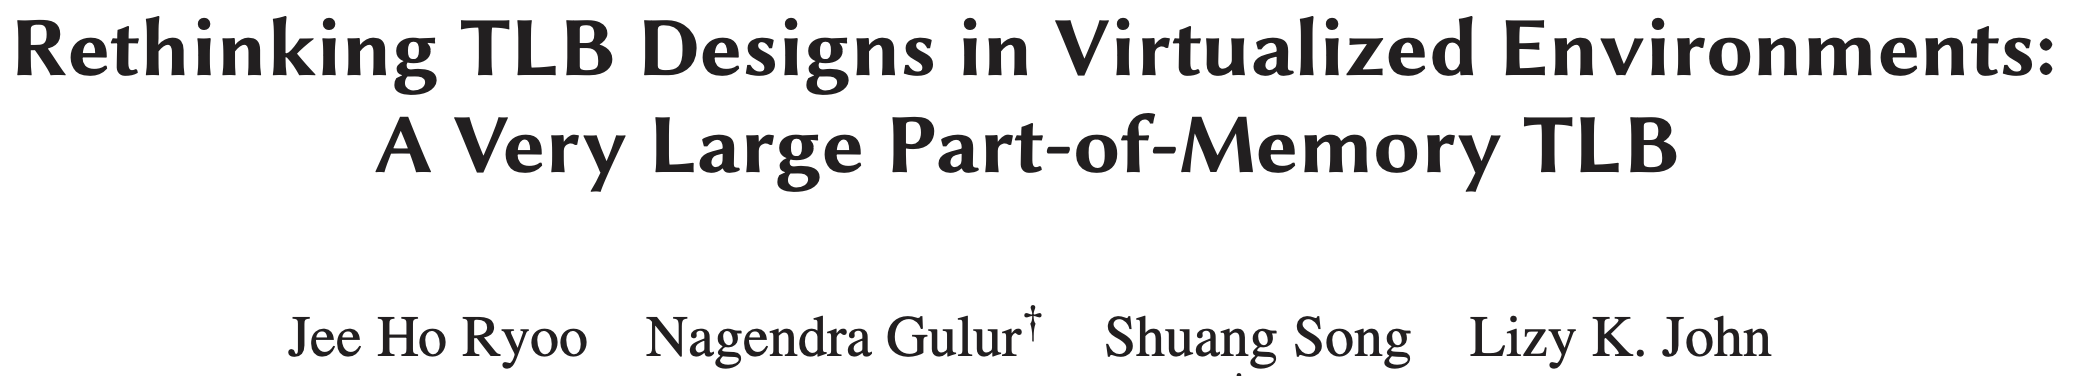 Rethinking TLB Designs in Virtualized Environments:
A Very Large Part-of-Memory TLB
Jee Ho Ryoo Nagendra Gulur† Shuang Song Lizy K. John